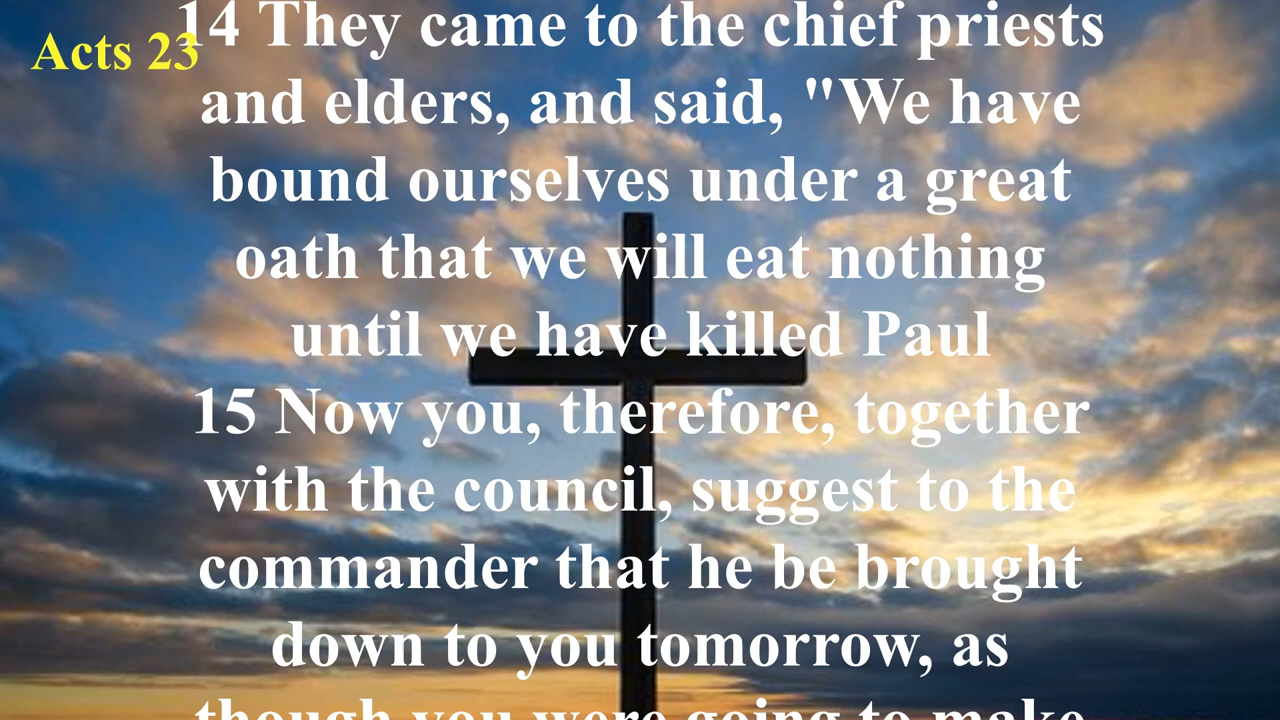 Acts 23
14 They came to the chief priests
and elders, and said, "We have
bound ourselves under a great
oath that we will eat nothing
until we have killed Paul
15 Now you, therefore, together
with the council, suggest to the
commander that he be brought
down to you tomorrow, as
though you were going to make